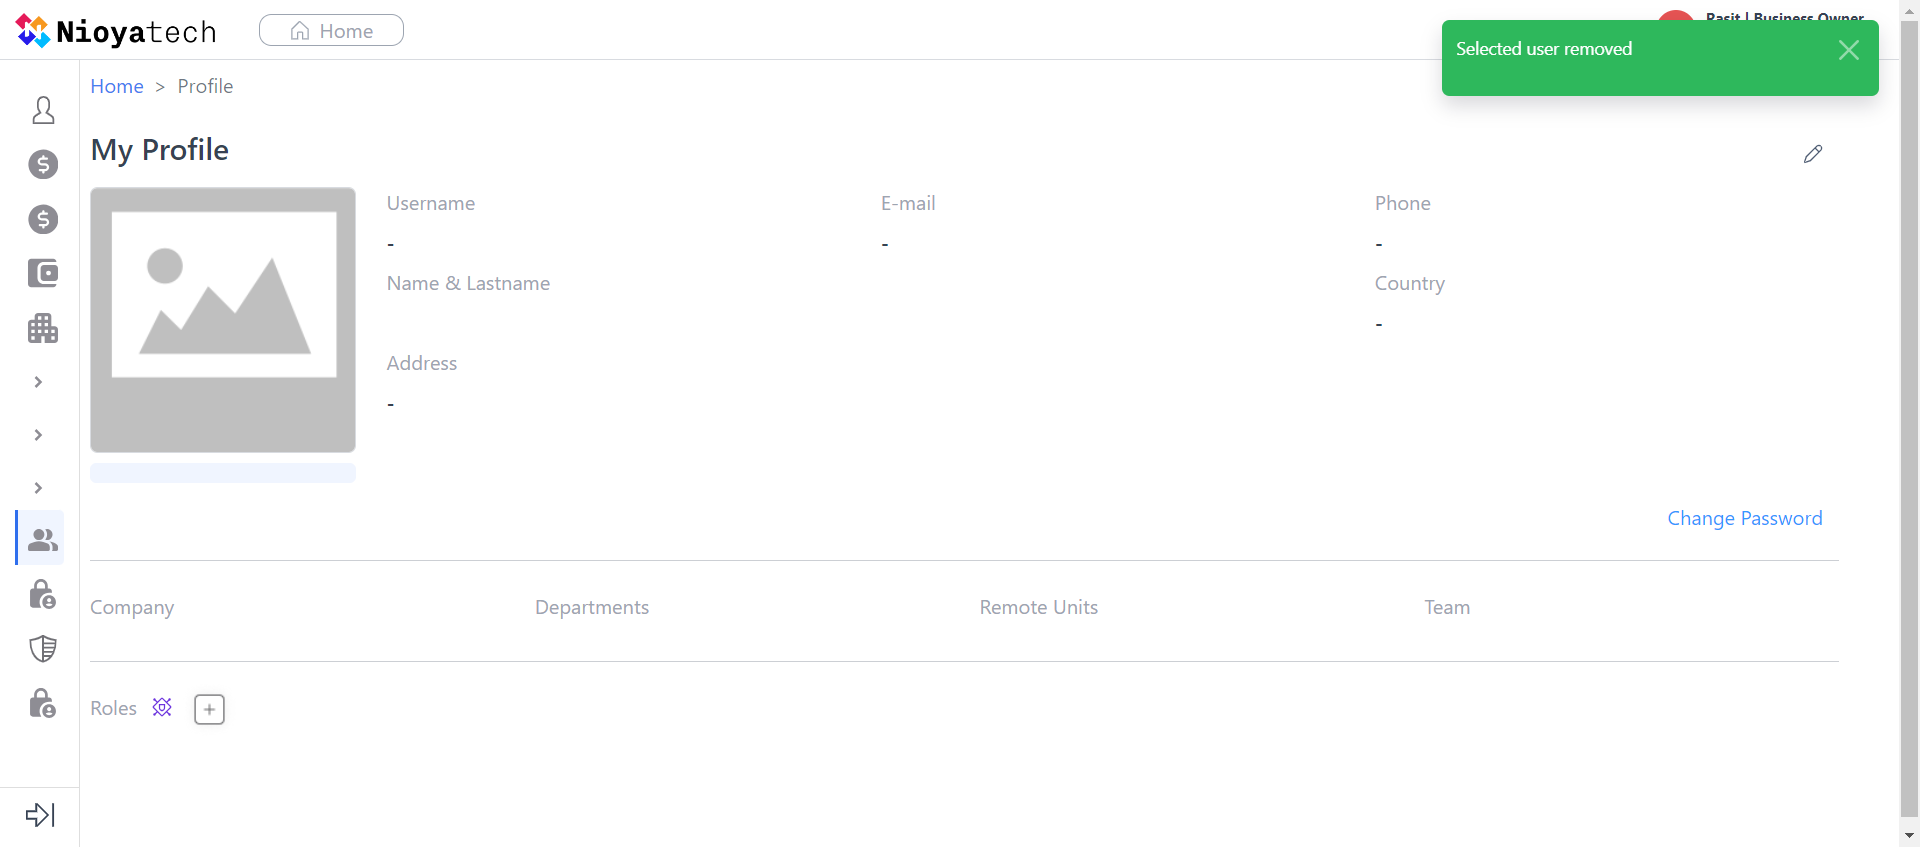 Nioyatech
Home
Rasit | Business Owner
Selected user removed
Home > Profile
My Profile
Username
E-mail
Phone
-
-
-
Name & Lastname
Country
-
Address
-
Change Password
Company
Departments
Remote Units
Team
Roles